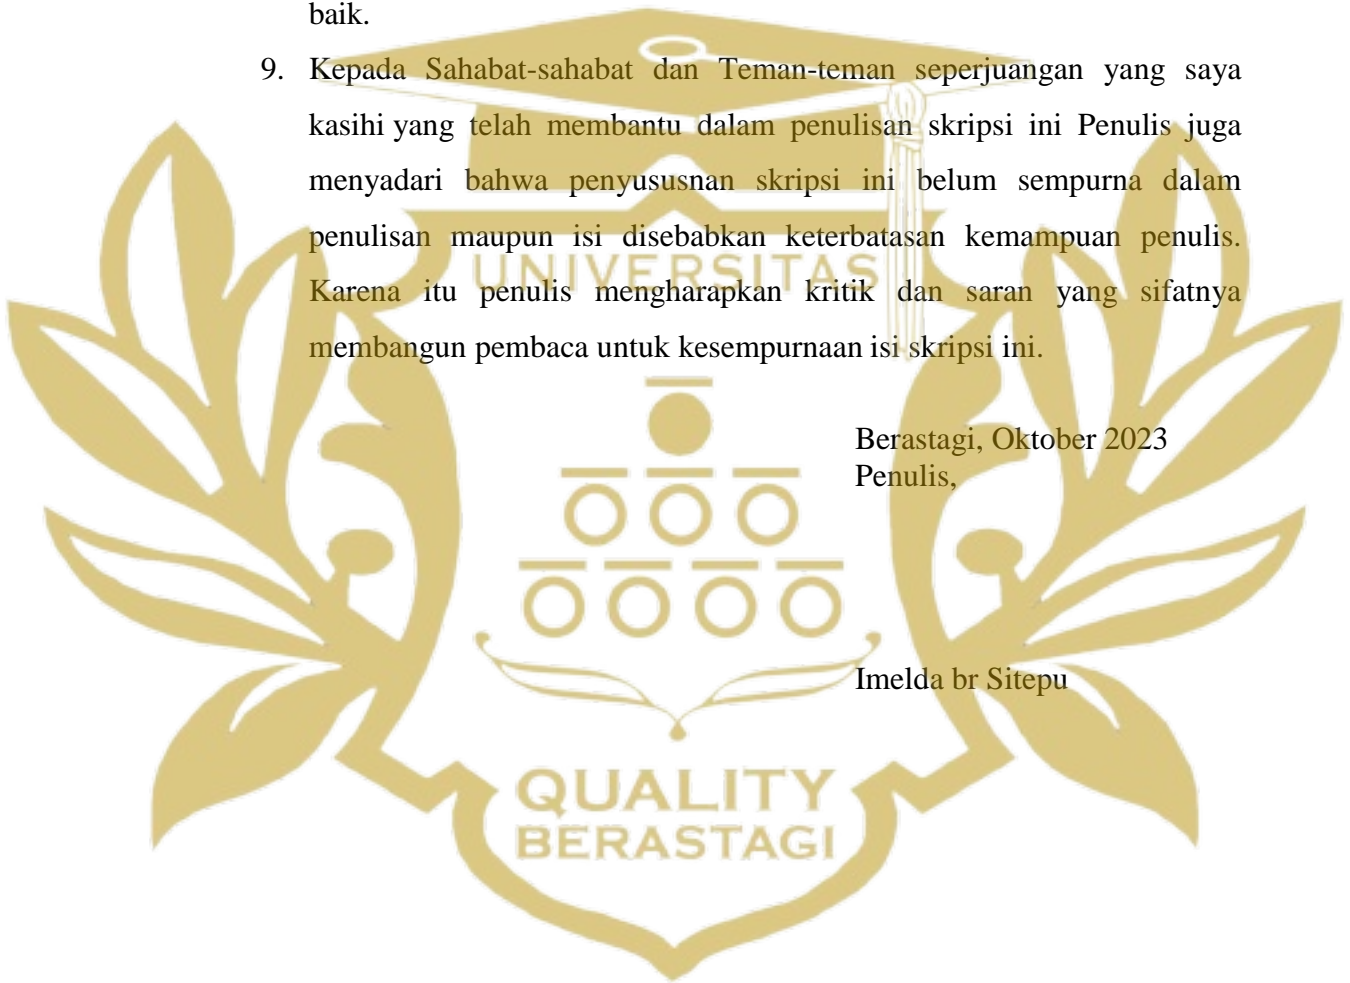 baik.
9. Kepada Sahabat-sahabat dan Teman-teman seperjuangan yang saya
kasihi yang telah membantu dalam penulisan skripsi ini Penulis juga
menyadari bahwa penyususnan skripsi ini belum sempurna dalam
penulisan maupun isi disebabkan keterbatasan kemampuan penulis.
UNIVERSITAS
Karena itu penulis mengharapkan kritik dan saran yang sifatnya
membangun pembaca untuk kesempurnaan isi skripsi ini.
Berastagi, Oktober 2023
Penulis,
Imelda br Sitepu
QUALITY
BERASTAGI